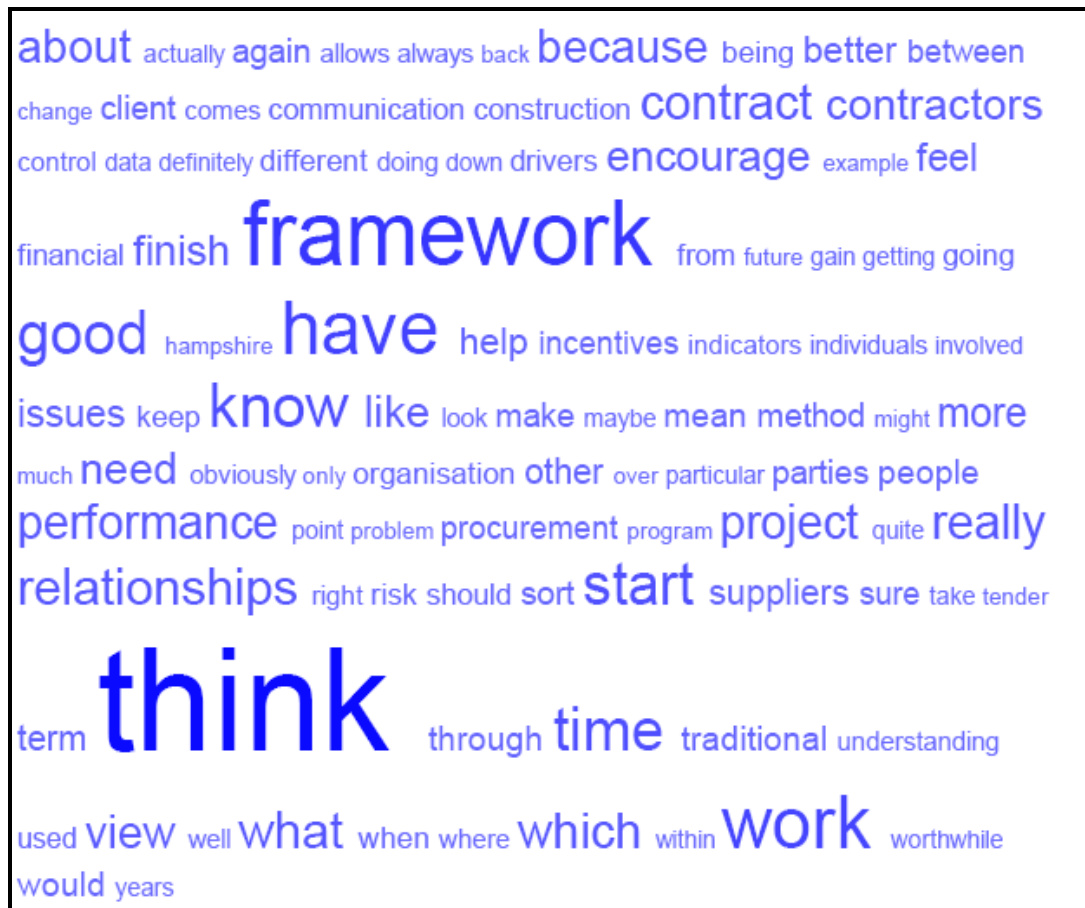 about actually again allows always back because being better between
change client comes communication construction contract contractors
control data definitely different doing down drivers encourage example feel
financial finish framework from future gain getting going
good hampshire have help incentives indicators individuals involved
issues keep know like look make maybe mean method might more
much need obviously only organisation other over particular parties people
performance point problem procurement program project quite really
relationships right risk should sort start suppliers sure take tender
term think through time traditional understanding
used view well what when where which within work worthwhile
would years